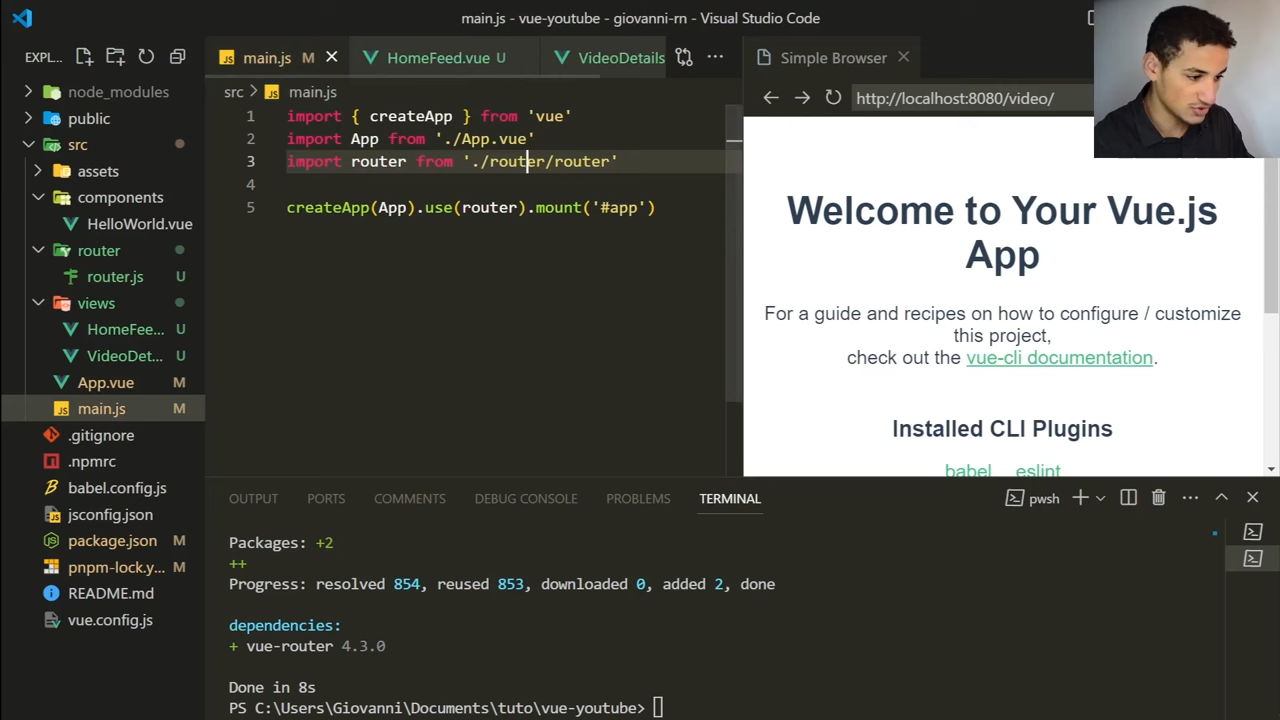 main.js - vue-youtube - giovanni-rn - Visual Studio Code
EXPL...
main.js M
HomeFeed.vue U
VideoDetails
Simple Browser
node_modules
public
src
assets
components
HelloWorld.vue
router
router.js U
views
HomeFee... U
VideoDet... U
App.vue M
main.js M
.gitignore
.npmrc
babel.config.js
jsconfig.json
package.json M
pnpm-lock.y... M
README.md
vue.config.js
src > main.js
1 import { createApp } from 'vue'
2 import App from './App.vue'
3 import router from './router/router'
4
5 createApp(App).use(router).mount('#app')
http://localhost:8080/video/
Welcome to Your Vue.js
App
For a guide and recipes on how to configure / customize
this project,
check out the vue-cli documentation.
Installed CLI Plugins
babel eslint
OUTPUT PORTS COMMENTS DEBUG CONSOLE PROBLEMS TERMINAL
pwsh
Packages: +2
++
Progress: resolved 854, reused 853, downloaded 0, added 2, done
dependencies:
+ vue-router 4.3.0
Done in 8s
PS C:\Users\Giovanni\Documents\tuto\vue-youtube>